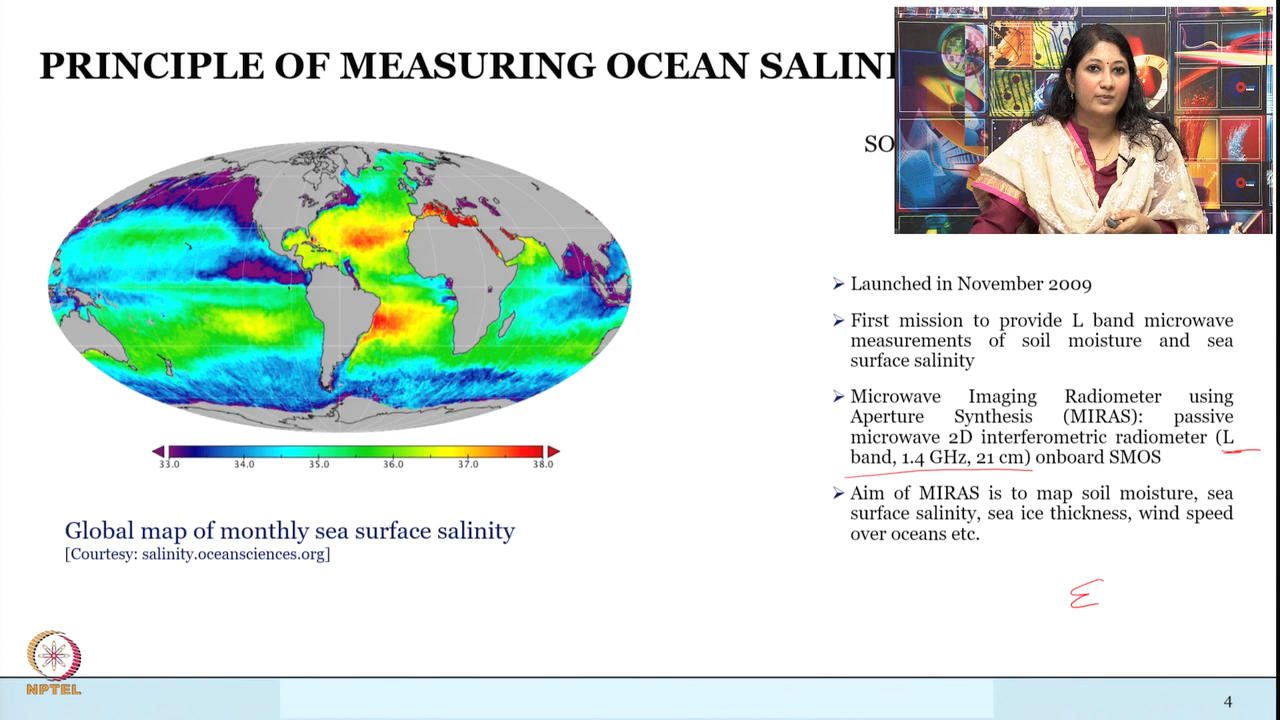 PRINCIPLE OF MEASURING OCEAN SALINI
SO
Launched in November 2009
First mission to provide L band microwave
measurements of soil moisture and sea
surface salinity
Microwave Imaging Radiometer using
Aperture Synthesis (MIRAS): passive
microwave 2D interferometric radiometer (L
band, 1.4 GHz, 21 cm) onboard SMOS
Aim of MIRAS is to map soil moisture, sea
surface salinity, sea ice thickness, wind speed
over oceans etc.
33.0 34.0 35.0 36.0 37.0 38.0
Global map of monthly sea surface salinity
[Courtesy: salinity.oceansciences.org]
ε
NPTEL
4